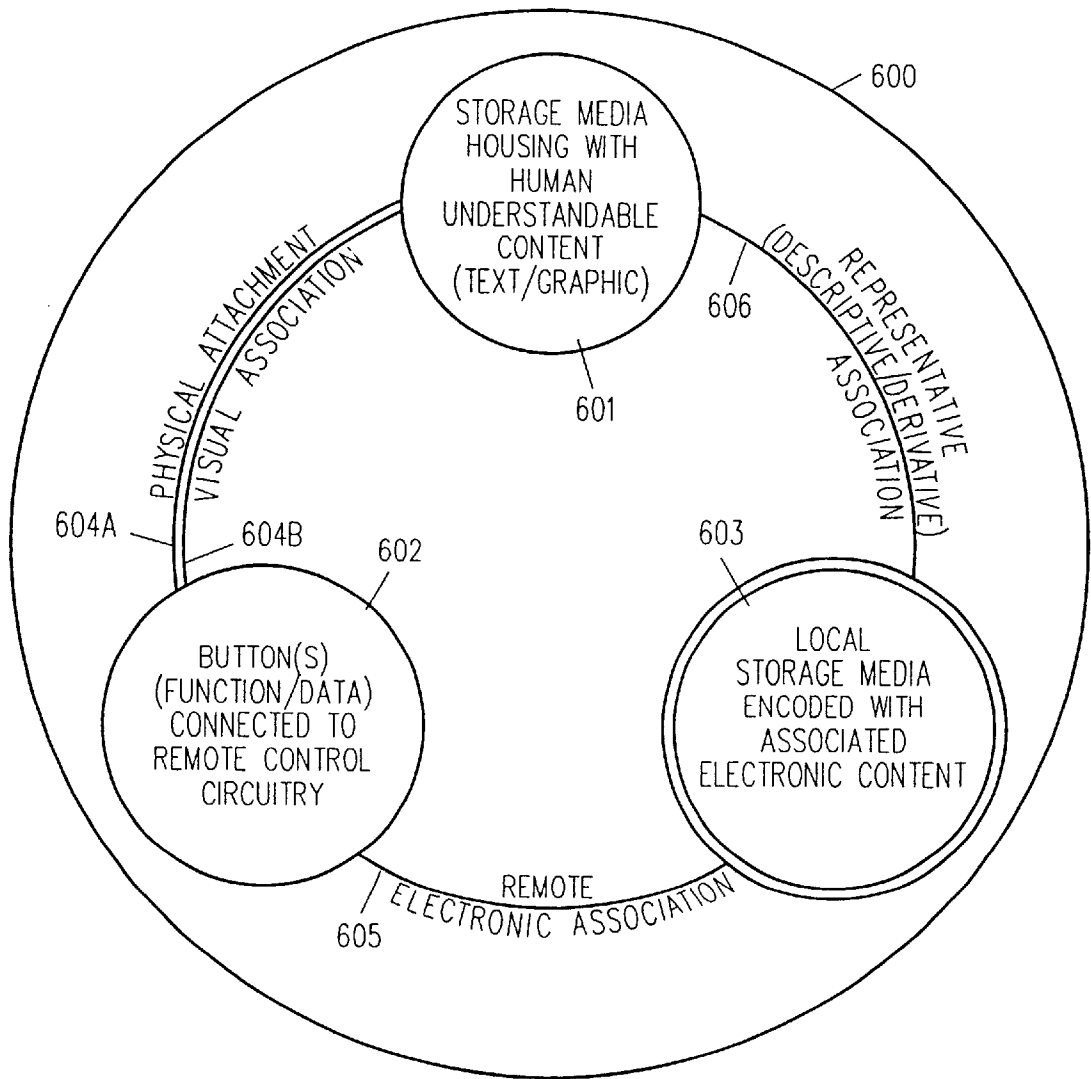 600
STORAGE MEDIA
HOUSING WITH
HUMAN
UNDERSTANDABLE
CONTENT
(TEXT/GRAPHIC)
601
606
REPRESENTATIVE
(DESCRIPTIVE/DERIVATIVE)
ASSOCIATION
PHYSICAL ATTACHMENT
VISUAL ASSOCIATION
604A
604B
602
603
BUTTON(S)
(FUNCTION/DATA)
CONNECTED TO
REMOTE CONTROL
CIRCUITRY
LOCAL
STORAGE MEDIA
ENCODED WITH
ASSOCIATED
ELECTRONIC CONTENT
605
REMOTE
ELECTRONIC ASSOCIATION